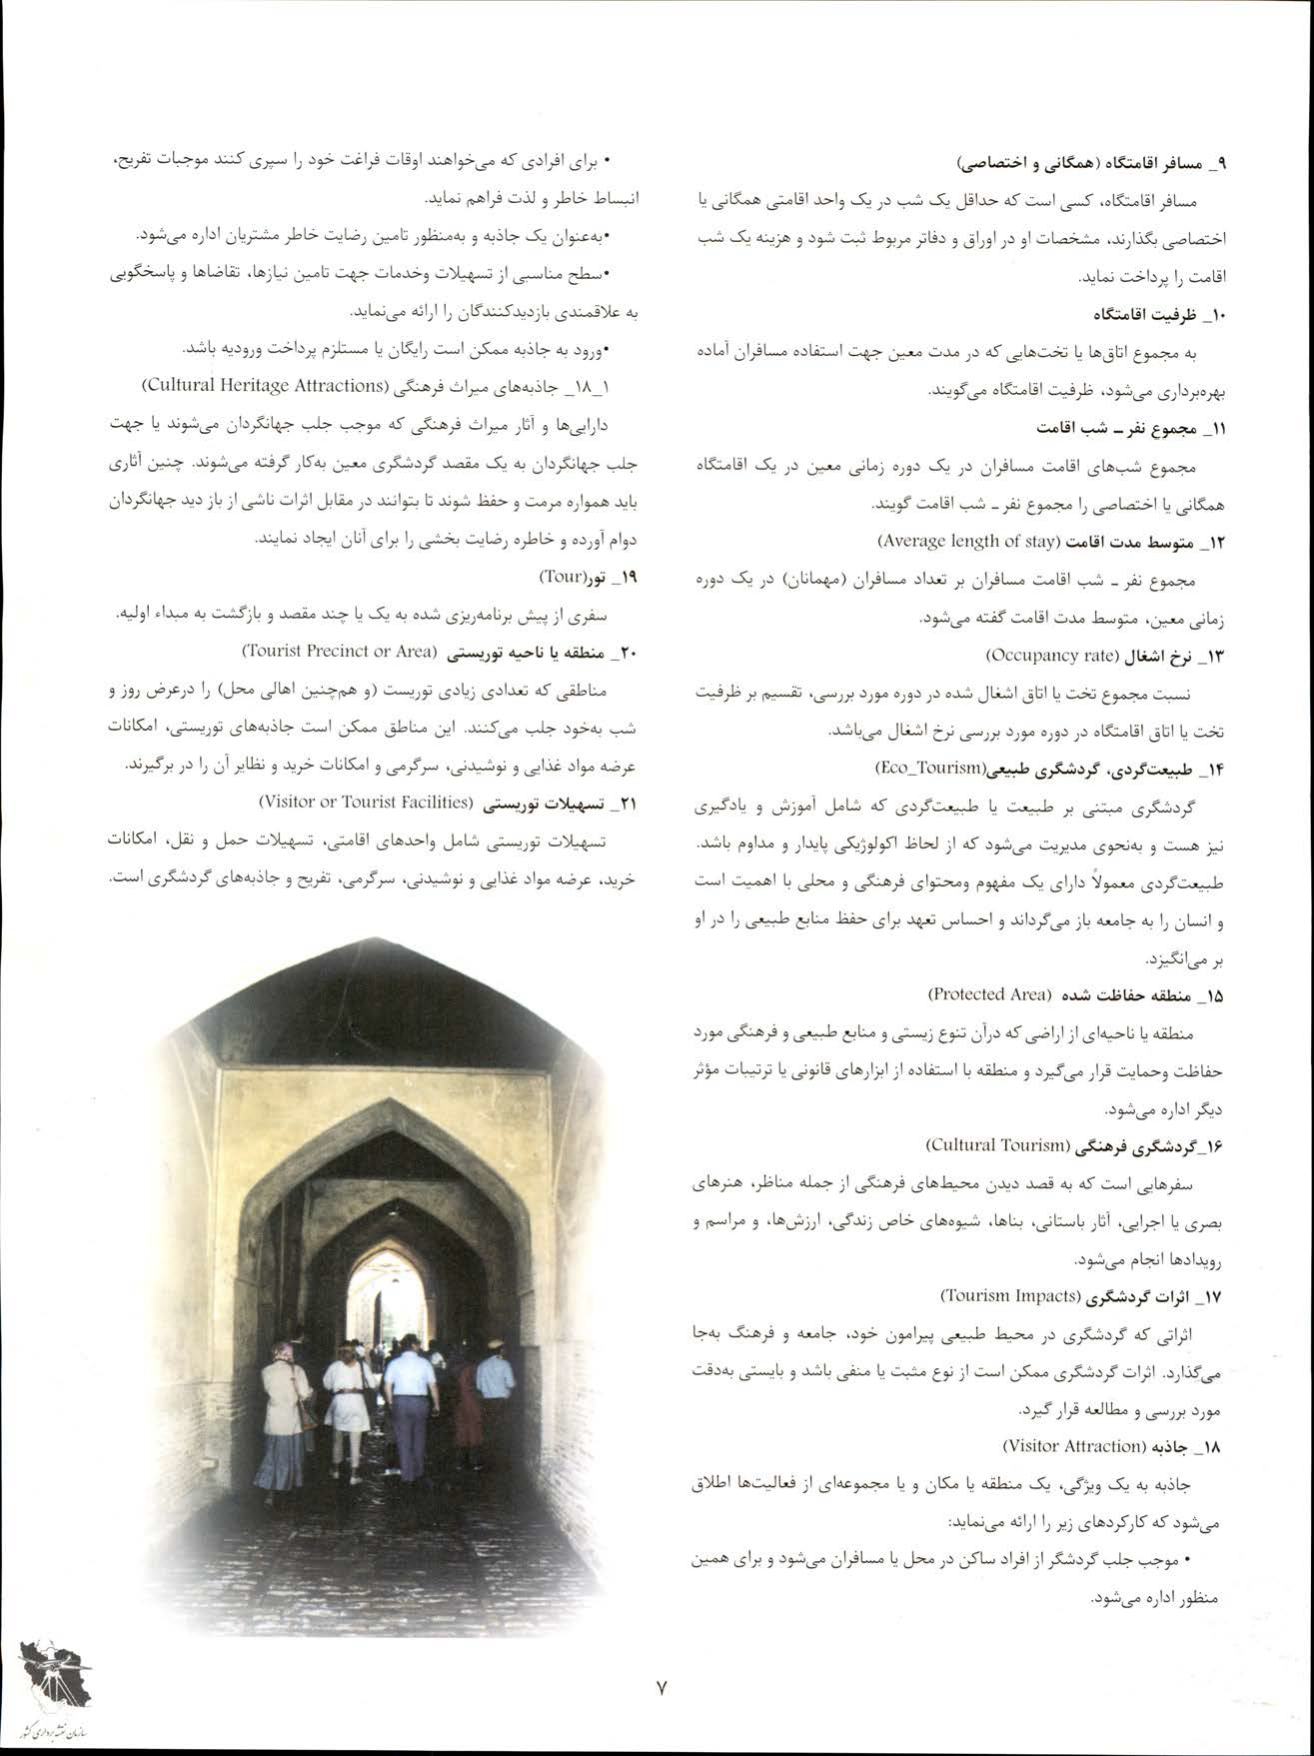 ۹_ مسافر اقامتگاه (همگانی و اختصاصی)
مسافر اقامتگاه، کسی است که حداقل یک شب در یک واحد اقامتی همگانی یا
اختصاصی بگذارند، مشخصات او در اوراق و دفاتر مربوط ثبت شود و هزینه یک شب
اقامت را پرداخت نماید.
۱۰_ ظرفیت اقامتگاه
به مجموع اتاق‌ها یا تخت‌هایی که در مدت معین جهت استفاده مسافران آماده
بهره‌برداری می‌شود، ظرفیت اقامتگاه می‌گویند.
۱۱_ مجموع نفر ـ شب اقامت
مجموع شب‌های اقامت مسافران در یک دوره زمانی معین در یک اقامتگاه
همگانی یا اختصاصی را مجموع نفر ـ شب اقامت گویند.
۱۲_ متوسط مدت اقامت (Average length of stay)
مجموع نفر ـ شب اقامت مسافران بر تعداد مسافران (مهمانان) در یک دوره
زمانی معین، متوسط مدت اقامت گفته می‌شود.
۱۳_ نرخ اشغال (Occupancy rate)
نسبت مجموع تخت یا اتاق اشغال شده در دوره مورد بررسی، تقسیم بر ظرفیت
تخت یا اتاق اقامتگاه در دوره مورد بررسی نرخ اشغال می‌باشد.
۱۴_ طبیعت‌گردی، گردشگری طبیعی(Eco_Tourism)
گردشگری مبتنی بر طبیعت یا طبیعت‌گردی که شامل آموزش و یادگیری
نیز هست و به‌نحوی مدیریت می‌شود که از لحاظ اکولوژیکی پایدار و مداوم باشد.
طبیعت‌گردی معمولاً دارای یک مفهوم ومحتوای فرهنگی و محلی با اهمیت است
و انسان را به جامعه باز می‌گرداند و احساس تعهد برای حفظ منابع طبیعی را در او
بر می‌انگیزد.
۱۵_ منطقه حفاظت شده (Protected Area)
منطقه یا ناحیه‌ای از اراضی که درآن تنوع زیستی و منابع طبیعی و فرهنگی مورد
حفاظت وحمایت قرار می‌گیرد و منطقه با استفاده از ابزارهای قانونی یا ترتیبات مؤثر
دیگر اداره می‌شود.
۱۶_گردشگری فرهنگی (Cultural Tourism)
سفرهایی است که به قصد دیدن محیط‌های فرهنگی از جمله مناظر، هنرهای
بصری یا اجرایی، آثار باستانی، بناها، شیوه‌های خاص زندگی، ارزش‌ها، و مراسم و
رویدادها انجام می‌شود.
۱۷_ اثرات گردشگری (Tourism Impacts)
اثراتی که گردشگری در محیط طبیعی پیرامون خود، جامعه و فرهنگ به‌جا
می‌گذارد. اثرات گردشگری ممکن است از نوع مثبت یا منفی باشد و بایستی به‌دقت
مورد بررسی و مطالعه قرار گیرد.
۱۸_ جاذبه (Visitor Attraction)
جاذبه به یک ویژگی، یک منطقه یا مکان و یا مجموعه‌ای از فعالیت‌ها اطلاق
می‌شود که کارکردهای زیر را ارائه می‌نماید:
• موجب جلب گردشگر از افراد ساکن در محل یا مسافران می‌شود و برای همین
منظور اداره می‌شود.
• برای افرادی که می‌خواهند اوقات فراغت خود را سپری کنند موجبات تفریح،
انبساط خاطر و لذت فراهم نماید.
•به‌عنوان یک جاذبه و به‌منظور تامین رضایت خاطر مشتریان اداره می‌شود.
•سطح مناسبی از تسهیلات وخدمات جهت تامین نیازها، تقاضاها و پاسخگویی
به علاقمندی بازدیدکنندگان را ارائه می‌نماید.
•ورود به جاذبه ممکن است رایگان یا مستلزم پرداخت ورودیه باشد.
۱_۱۸_ جاذبه‌های میراث فرهنگی (Cultural Heritage Attractions)
دارایی‌ها و آثار میراث فرهنگی که موجب جلب جهانگردان می‌شوند یا جهت
جلب جهانگردان به یک مقصد گردشگری معین به‌کار گرفته می‌شوند. چنین آثاری
باید همواره مرمت و حفظ شوند تا بتوانند در مقابل اثرات ناشی از باز دید جهانگردان
دوام آورده و خاطره رضایت بخشی را برای آنان ایجاد نمایند.
۱۹_ تور(Tour)
سفری از پیش برنامه‌ریزی شده به یک یا چند مقصد و بازگشت به مبداء اولیه.
۲۰_ منطقه یا ناحیه توریستی (Tourist Precinct or Area)
مناطقی که تعدادی زیادی توریست (و هم‌چنین اهالی محل) را درعرض روز و
شب به‌خود جلب می‌کنند. این مناطق ممکن است جاذبه‌های توریستی، امکانات
عرضه مواد غذایی و نوشیدنی، سرگرمی و امکانات خرید و نظایر آن را در برگیرند.
۲۱_ تسهیلات توریستی (Visitor or Tourist Facilities)
تسهیلات توریستی شامل واحدهای اقامتی، تسهیلات حمل و نقل، امکانات
خرید، عرضه مواد غذایی و نوشیدنی، سرگرمی، تفریح و جاذبه‌های گردشگری است.
۷
سازمان نقشه برداری کشور